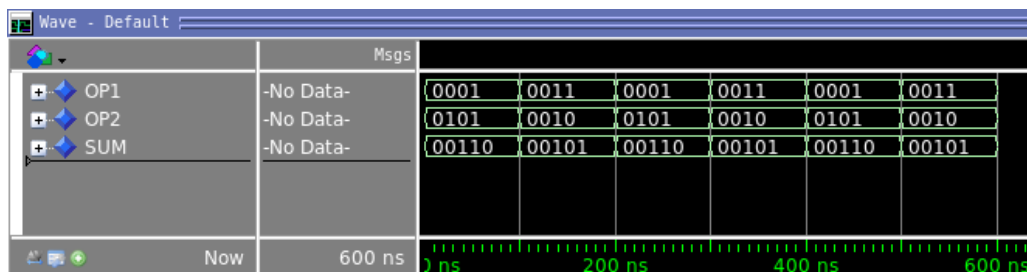 Wave - Default
Msgs
OP1 -No Data- 0001 0011 0001 0011 0001 0011
OP2 -No Data- 0101 0010 0101 0010 0101 0010
SUM -No Data- 00110 00101 00110 00101 00110 00101
Now 600 ns ns 200 ns 400 ns 600 ns